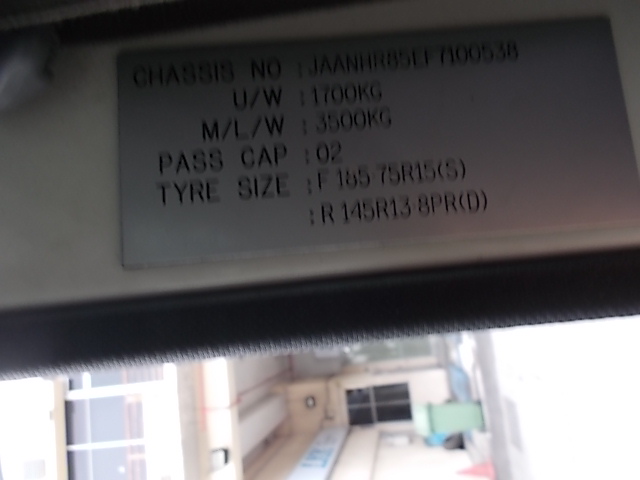 CHASSIS NO : JAANHR85EF7100538
U/W : 1700KG
M/L/W : 3500KG
PASS CAP : 02
TYRE SIZE : F 185 75R15(S)
: R 145R13 8PR(D)